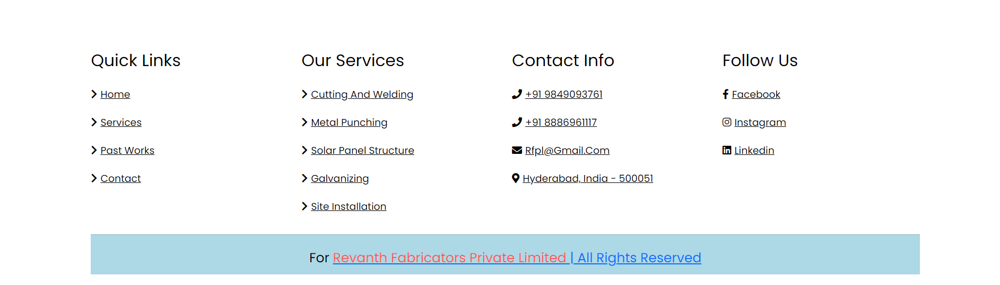 Quick Links
Home
Services
Past Works
Contact
Our Services
Cutting And Welding
Metal Punching
Solar Panel Structure
Galvanizing
Site Installation
Contact Info
+91 9849093761
+91 8886961117
Rfpl@Gmail.Com
Hyderabad, India - 500051
Follow Us
Facebook
Instagram
Linkedin
For Revanth Fabricators Private Limited | All Rights Reserved